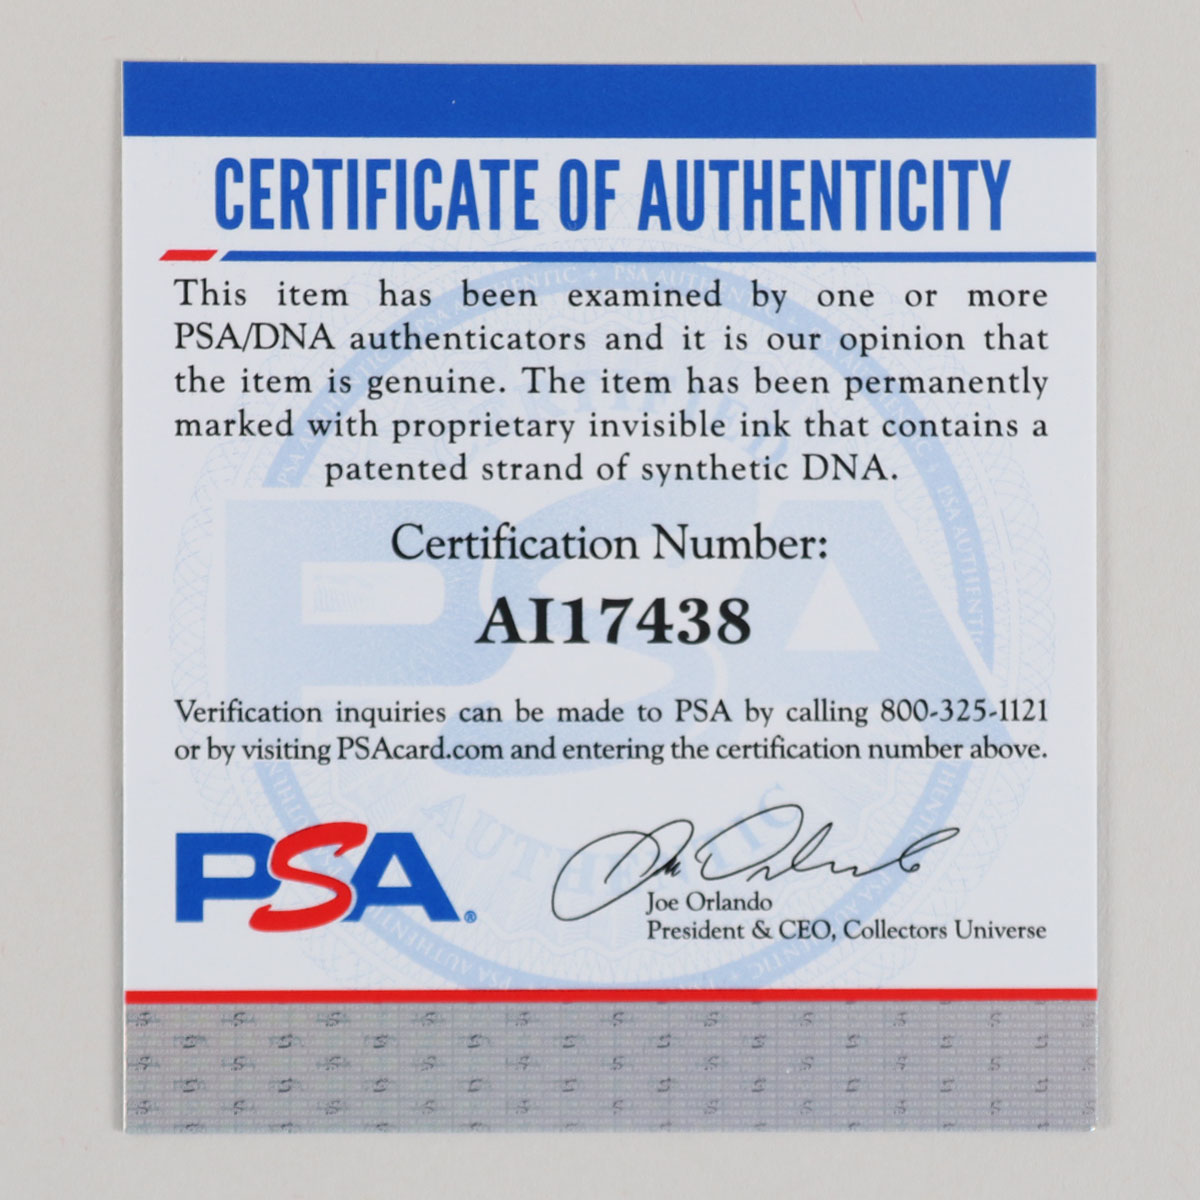 CERTIFICATE OF AUTHENTICITY
This item has been examined by one or more
PSA/DNA authenticators and it is our opinion that
the item is genuine. The item has been permanently
marked with proprietary invisible ink that contains a
patented strand of synthetic DNA.
Certification Number:
AI17438
Verification inquiries can be made to PSA by calling 800-325-1121
or by visiting PSAcard.com and entering the certification number above.
PSA®
Joe Orlando
President & CEO, Collectors Universe